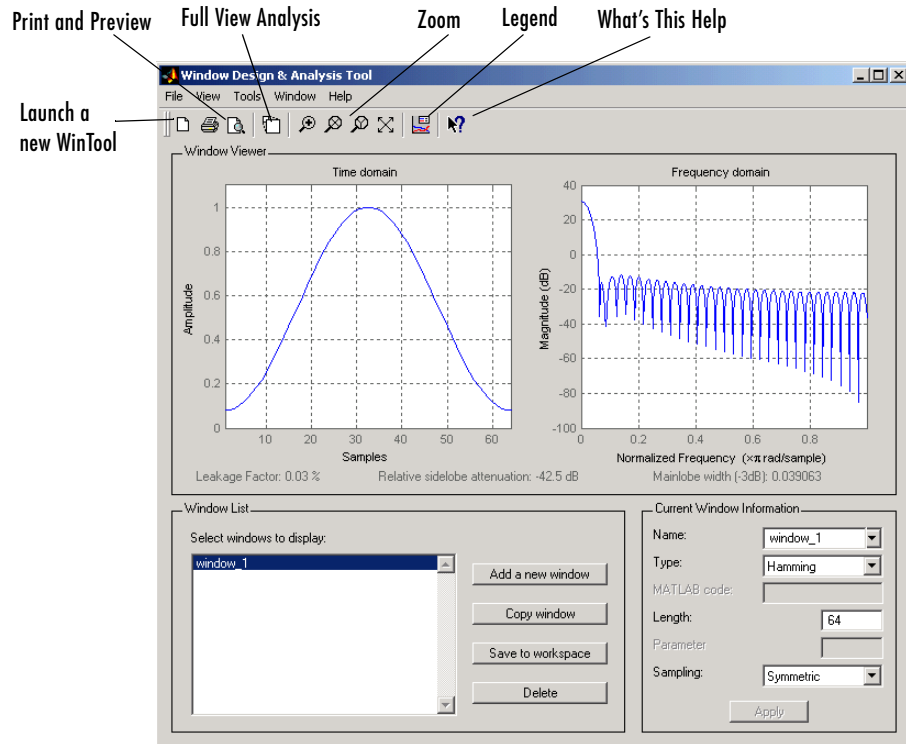 Print and Preview
Full View Analysis
Zoom
Legend
What's This Help
Launch a
new WinTool
Window Design & Analysis Tool
File View Tools Window Help
Window Viewer
Time domain
Frequency domain
1
0.8
0.6
0.4
0.2
0
Amplitude
10 20 30 40 50 60
Samples
40
20
0
-20
-40
-60
-80
-100
Magnitude (dB)
0 0.2 0.4 0.6 0.8
Normalized Frequency (×π rad/sample)
Leakage Factor: 0.03 %
Relative sidelobe attenuation: -42.5 dB
Mainlobe width (-3dB): 0.039063
Window List
Select windows to display:
window_1
Add a new window
Copy window
Save to workspace
Delete
Current Window Information
Name: window_1
Type: Hamming
MATLAB code:
Length: 64
Parameter
Sampling: Symmetric
Apply